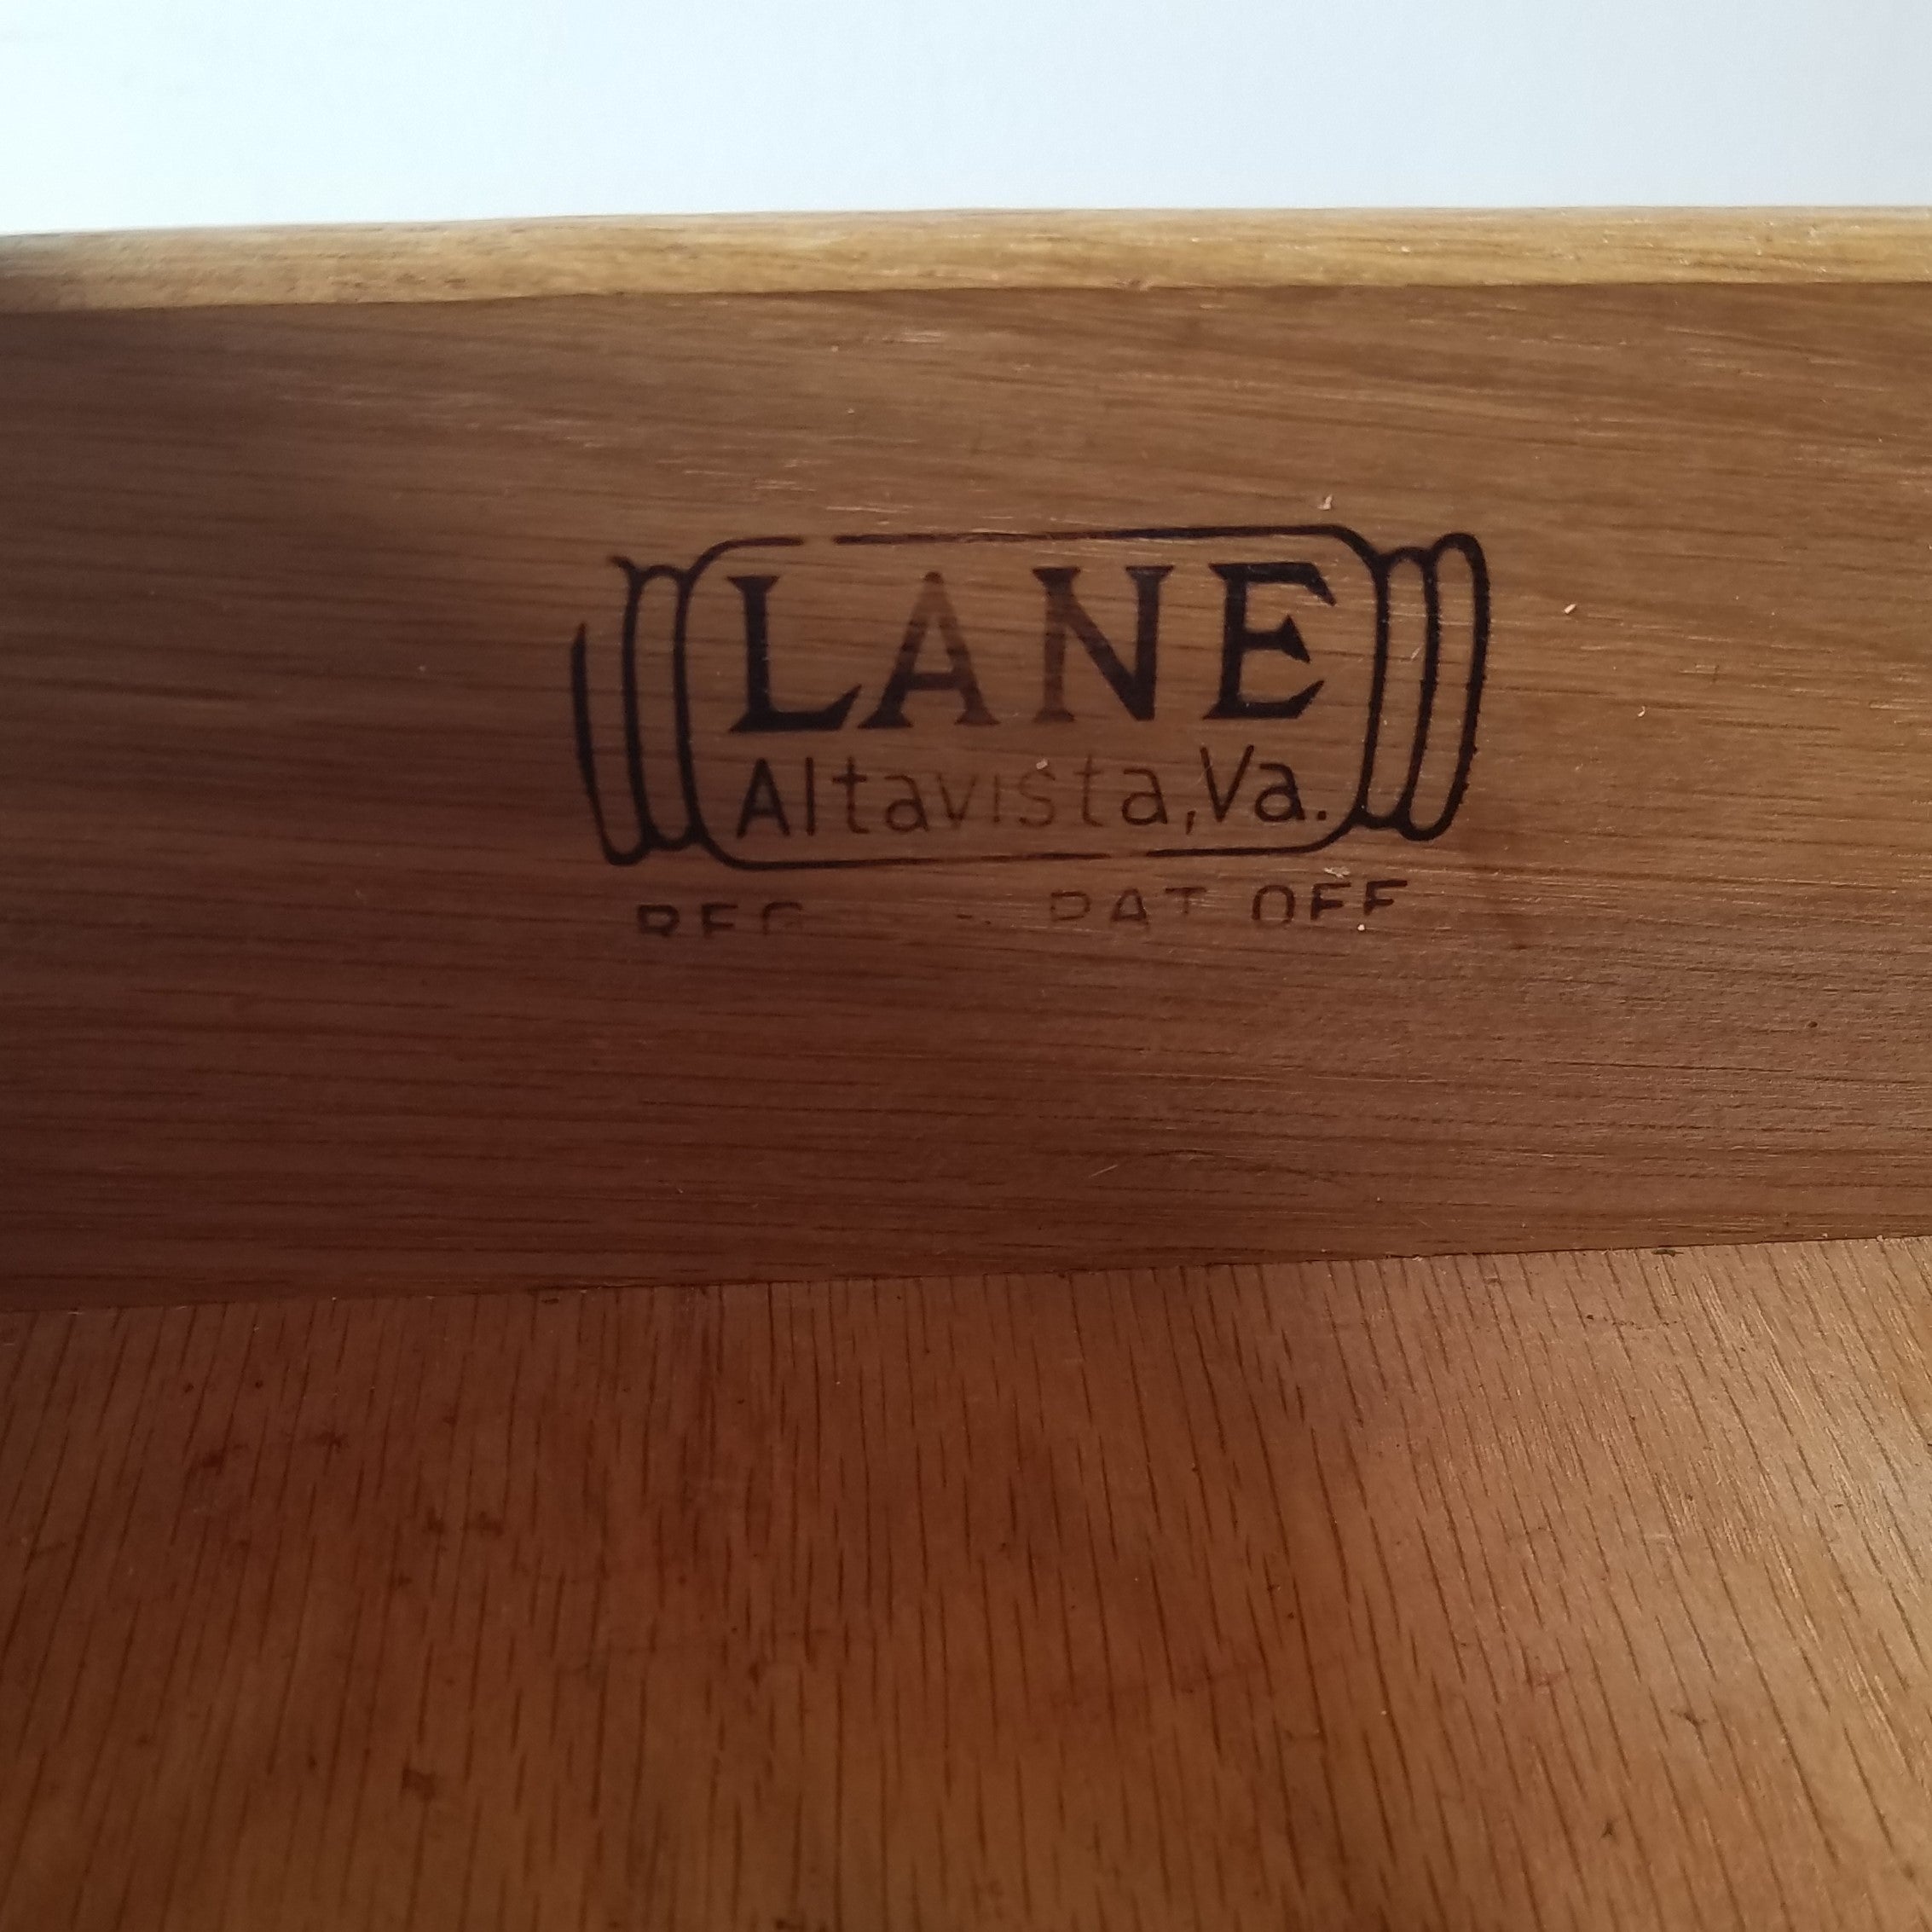 LANE
Altavista, Va.
REG PAT OFF